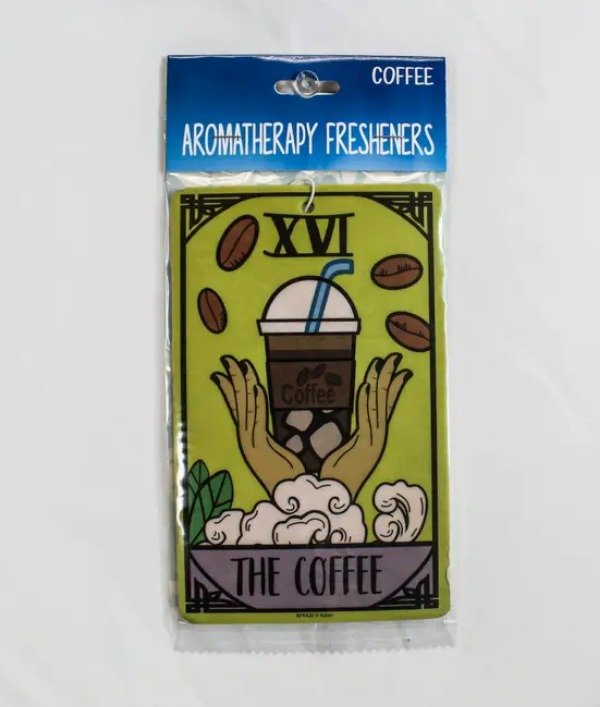 COFFEE
AROMATHERAPY FRESHENERS
XVI
Coffee
THE COFFEE